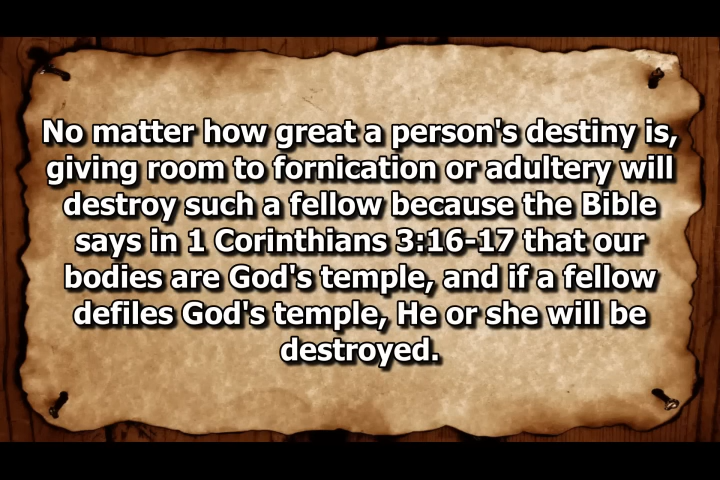 No matter how great a person's destiny is,
giving room to fornication or adultery will
destroy such a fellow because the Bible
says in 1 Corinthians 3:16-17 that our
bodies are God's temple, and if a fellow
defiles God's temple, He or she will be
destroyed.